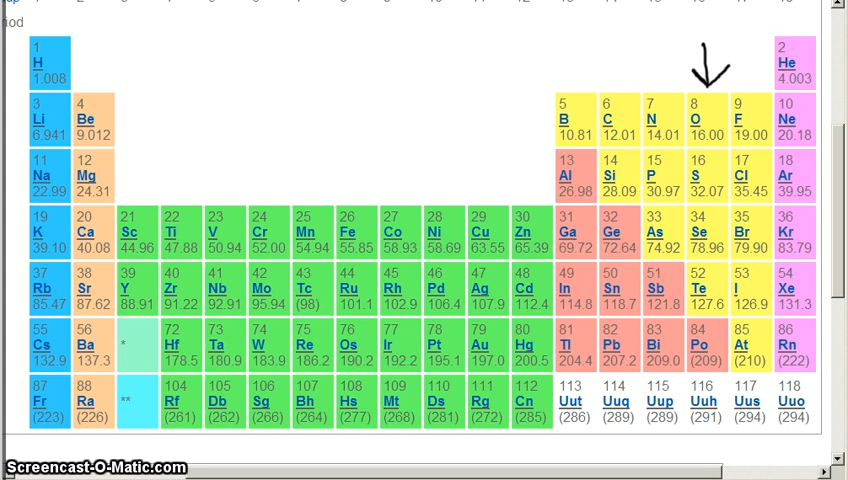 iod
1 2
H He
1.008 4.003
3 4 5 6 7 8 9 10
Li Be B C N O F Ne
6.941 9.012 10.81 12.01 14.01 16.00 19.00 20.18
11 12 13 14 15 16 17 18
Na Mg Al Si P S Cl Ar
22.99 24.31 26.98 28.09 30.97 32.07 35.45 39.95
19 20 21 22 23 24 25 26 27 28 29 30 31 32 33 34 35 36
K Ca Sc Ti V Cr Mn Fe Co Ni Cu Zn Ga Ge As Se Br Kr
39.10 40.08 44.96 47.88 50.94 52.00 54.94 55.85 58.93 58.69 63.55 65.39 69.72 72.64 74.92 78.96 79.90 83.79
37 38 39 40 41 42 43 44 45 46 47 48 49 50 51 52 53 54
Rb Sr Y Zr Nb Mo Tc Ru Rh Pd Ag Cd In Sn Sb Te I Xe
85.47 87.62 88.91 91.22 92.91 95.94 (98) 101.1 102.9 106.4 107.9 112.4 114.8 118.7 121.8 127.6 126.9 131.3
55 56 * 72 73 74 75 76 77 78 79 80 81 82 83 84 85 86
Cs Ba Hf Ta W Re Os Ir Pt Au Hg Tl Pb Bi Po At Rn
132.9 137.3 178.5 180.9 183.9 186.2 190.2 192.2 195.1 197.0 200.5 204.4 207.2 209.0 (209) (210) (222)
87 88 ** 104 105 106 107 108 109 110 111 112 113 114 115 116 117 118
Fr Ra Rf Db Sg Bh Hs Mt Ds Rg Cn Uut Uuq Uup Uuh Uus Uuo
(223) (226) (261) (262) (266) (264) (277) (268) (281) (272) (285) (286) (289) (289) (291) (294) (294)
Screencast-O-Matic.com